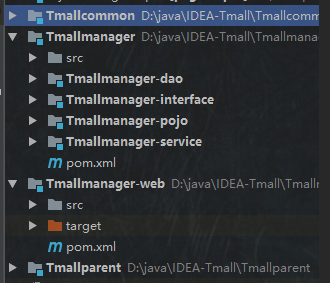 Tmallcommon D:\java\IDEA-Tmall\Tmallcomm
Tmallmanager D:\java\IDEA-Tmall\Tmallmana
src
Tmallmanager-dao
Tmallmanager-interface
Tmallmanager-pojo
Tmallmanager-service
pom.xml
Tmallmanager-web D:\java\IDEA-Tmall\Tmall
src
target
pom.xml
Tmallparent D:\java\IDEA-Tmall\Tmallparent